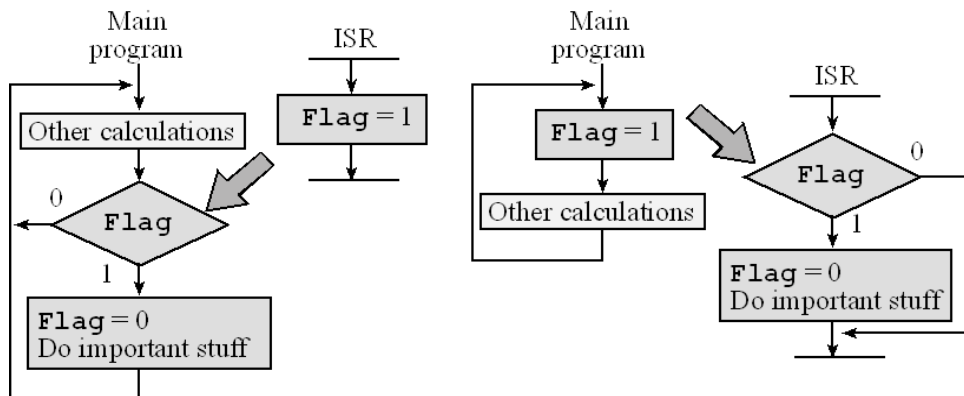 Main
program
ISR
Flag = 1
Other calculations
0
Flag
1
Flag = 0
Do important stuff
Main
program
ISR
Flag = 1
0
Flag
Other calculations
1
Flag = 0
Do important stuff